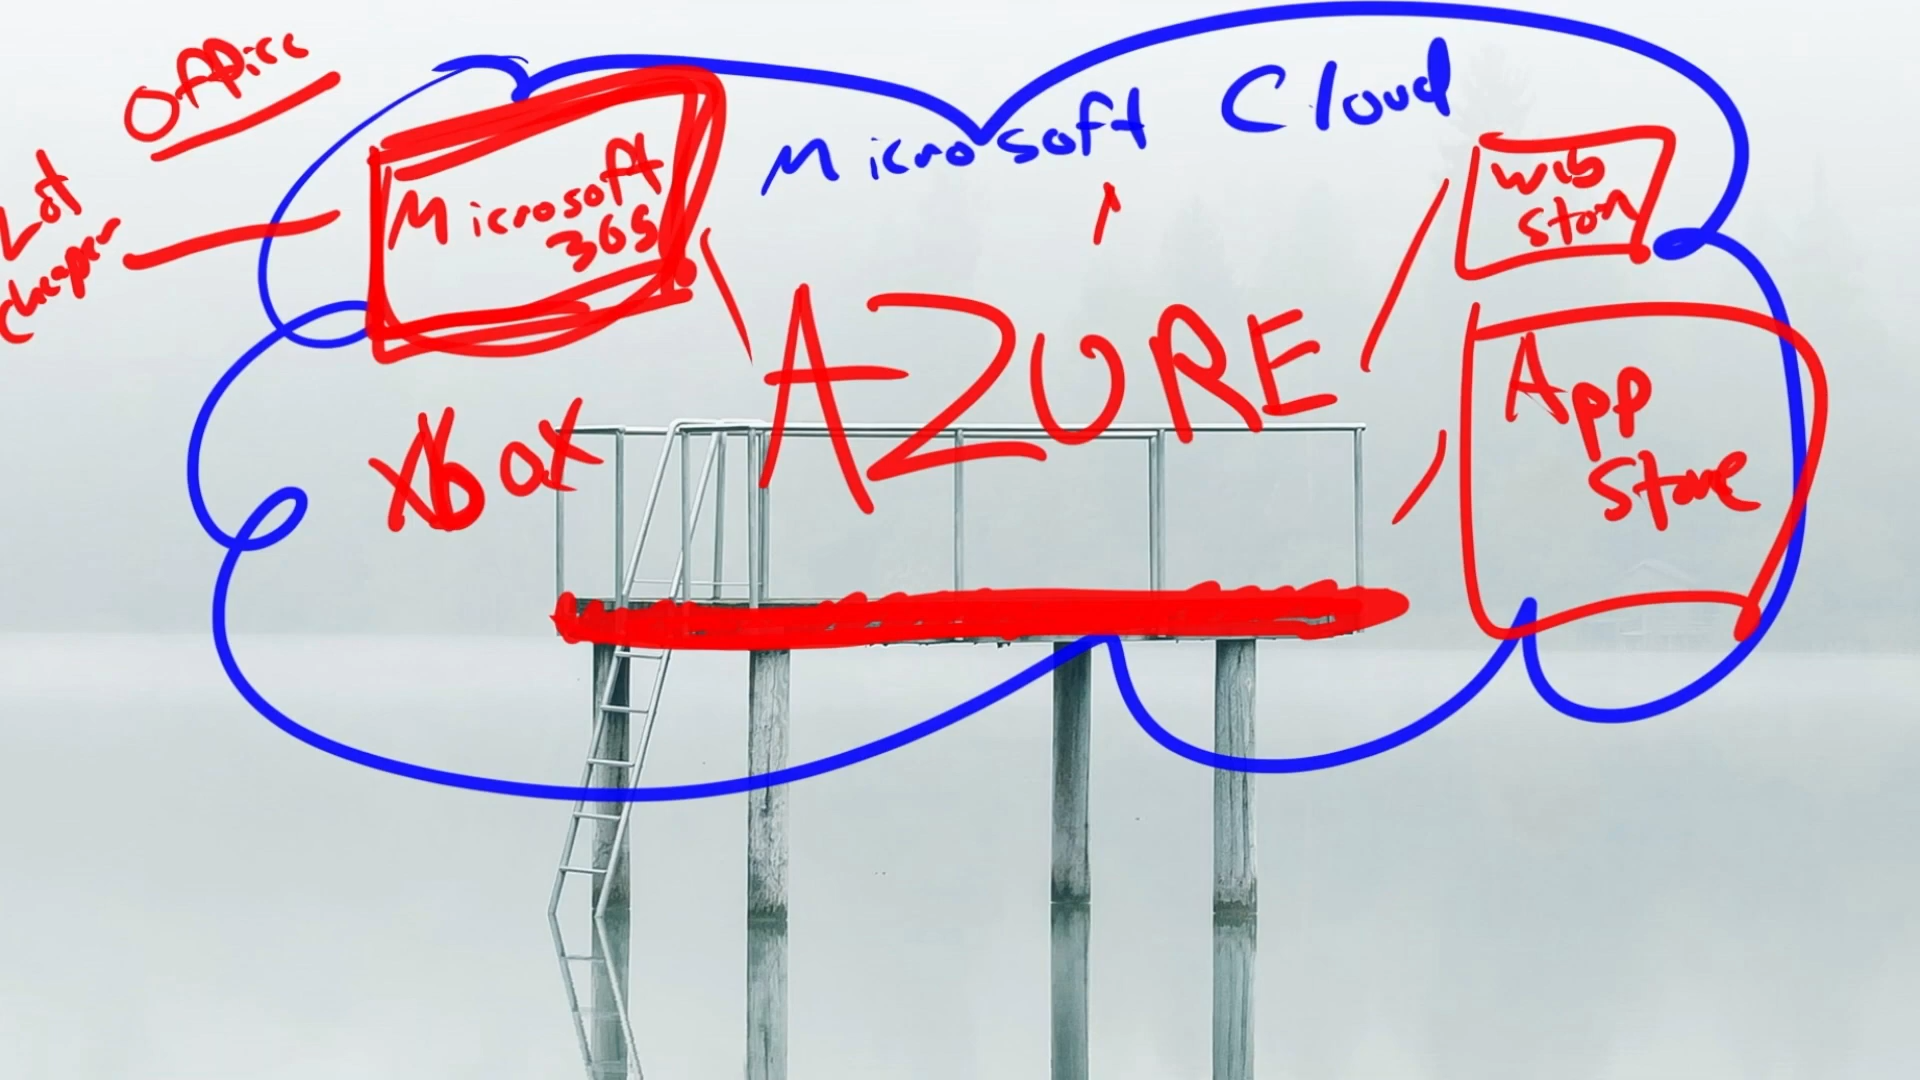 Office
Microsoft Cloud
Lot
cheaper
Microsoft
365
Web
Store
AZURE
App
Store
Xbox